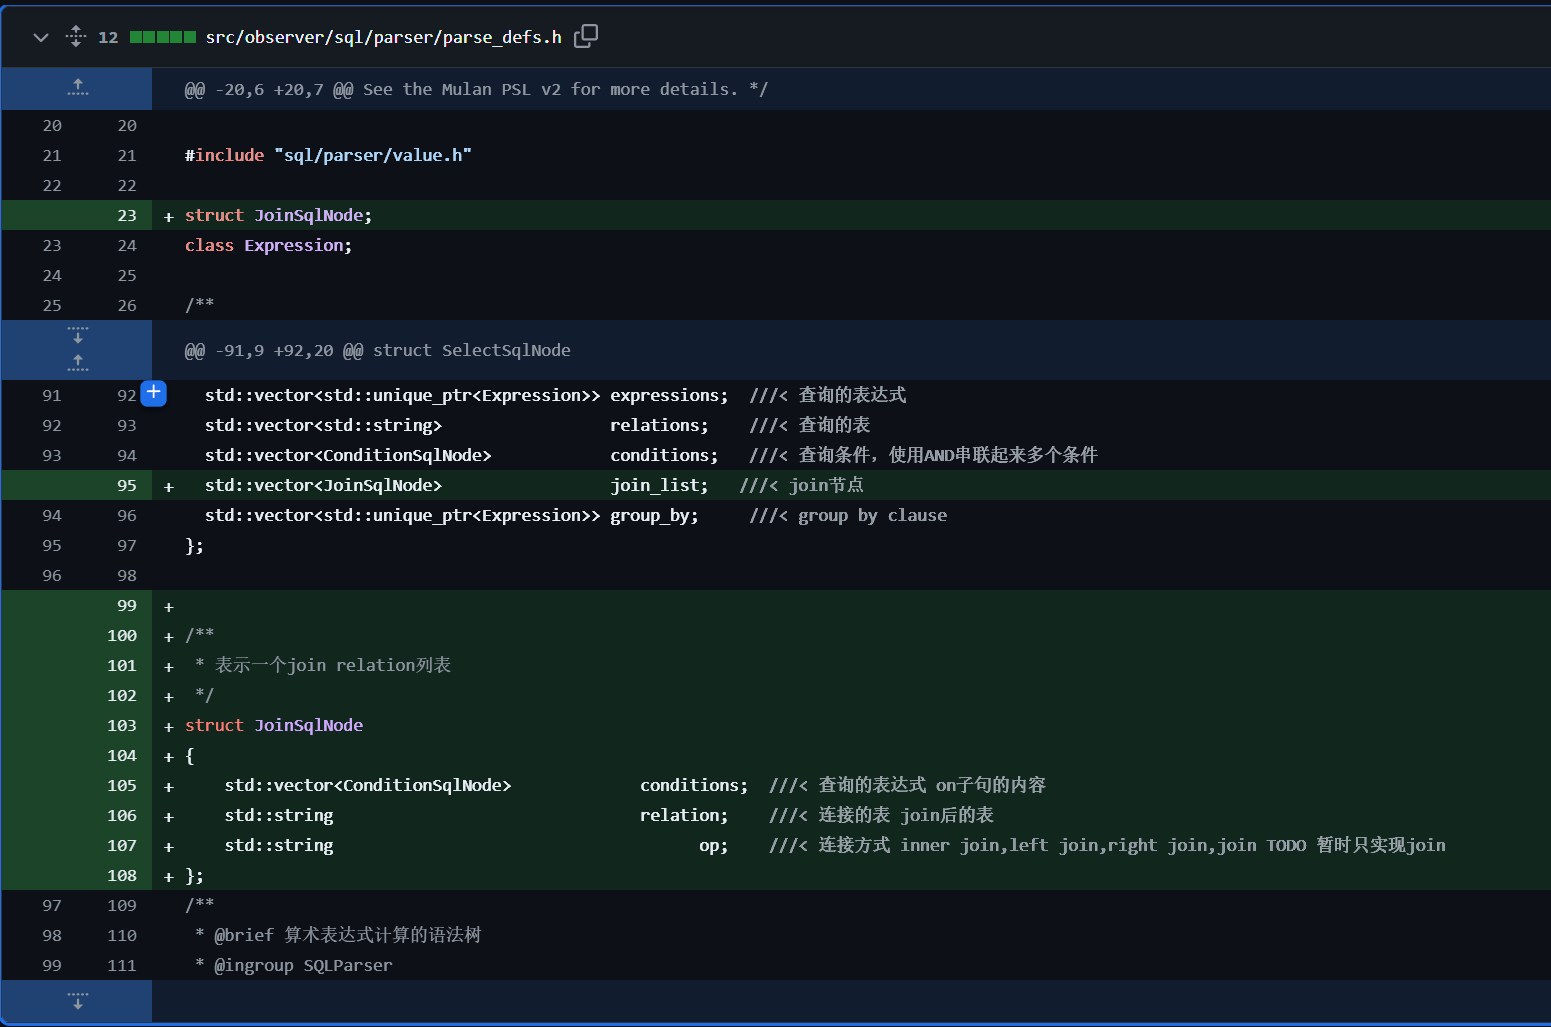 12 src/observer/sql/parser/parse_defs.h
@@ -20,6 +20,7 @@ See the Mulan PSL v2 for more details. */
20 20
21 21 #include "sql/parser/value.h"
22 22
23 + struct JoinSqlNode;
23 24 class Expression;
24 25
25 26 /**
@@ -91,9 +92,20 @@ struct SelectSqlNode
91 92 + std::vector<std::unique_ptr<Expression>> expressions; ///< 查询的表达式
92 93 std::vector<std::string> relations; ///< 查询的表
93 94 std::vector<ConditionSqlNode> conditions; ///< 查询条件，使用AND串联起来多个条件
95 + std::vector<JoinSqlNode> join_list; ///< join节点
94 96 std::vector<std::unique_ptr<Expression>> group_by; ///< group by clause
95 97 };
96 98
99 +
100 + /**
101 + * 表示一个join relation列表
102 + */
103 + struct JoinSqlNode
104 + {
105 + std::vector<ConditionSqlNode> conditions; ///< 查询的表达式 on子句的内容
106 + std::string relation; ///< 连接的表 join后的表
107 + std::string op; ///< 连接方式 inner join,left join,right join,join TODO 暂时只实现join
108 + };
97 109 /**
98 110 * @brief 算术表达式计算的语法树
99 111 * @ingroup SQLParser